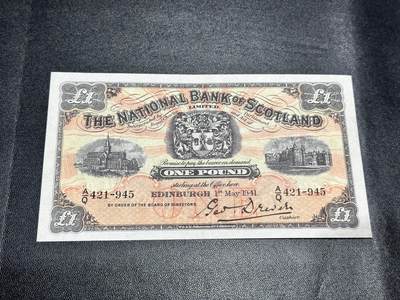 £1 £1
THE NATIONAL BANK OF SCOTLAND
LIMITED
Promise to pay the bearer on demand
ONE POUND
sterling at the Office here
A/Q 421-945 A/Q 421-945
EDINBURGH 1st May 1941
BY ORDER OF THE BOARD OF DIRECTORS
£1 £1